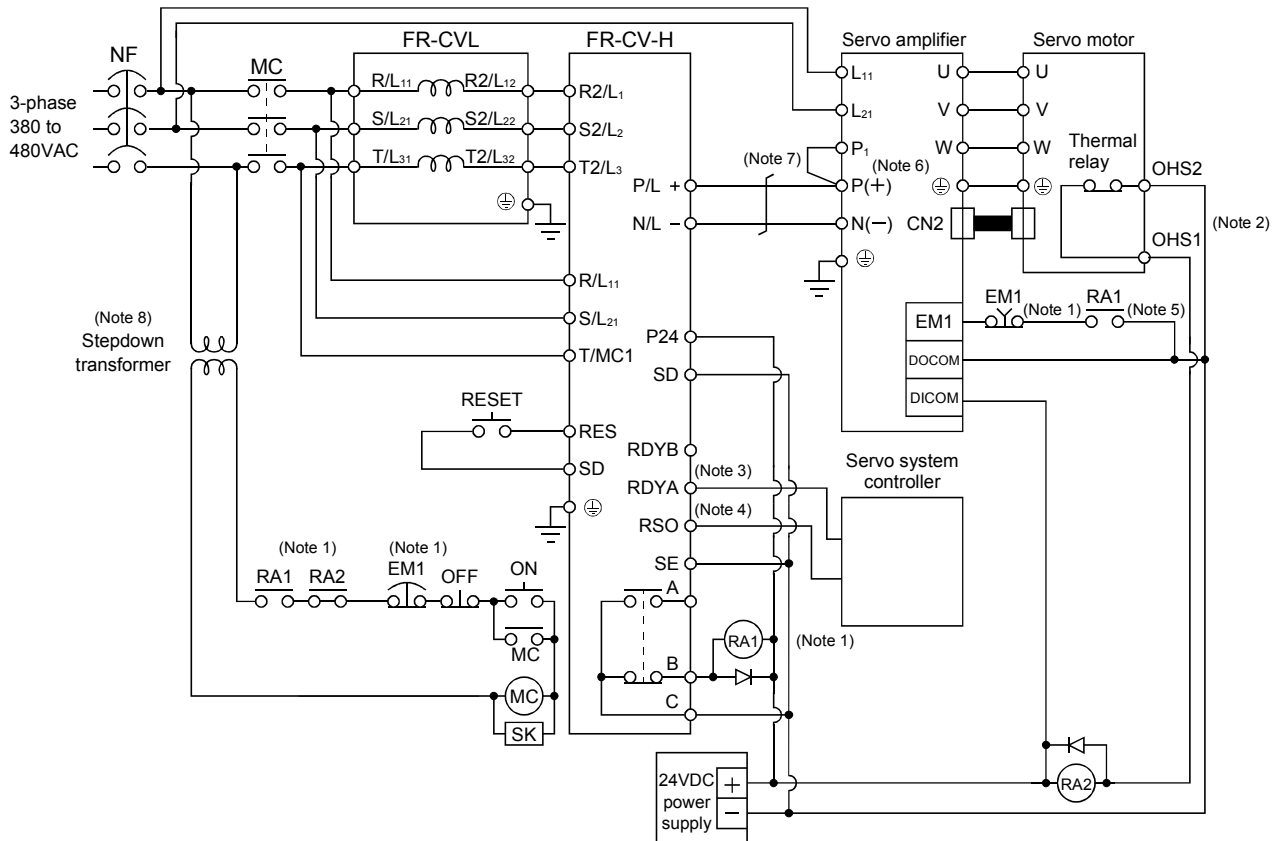 FR-CVL
FR-CV-H
Servo amplifier
Servo motor
NF
MC
3-phase
380 to
480VAC
R/L11
R2/L12
S/L21
S2/L22
T/L31
T2/L32
R2/L1
S2/L2
T2/L3
P/L +
N/L −
R/L11
S/L21
T/MC1
(Note 7)
L11
L21
P1
P(+)
(Note 6)
N(−)
U
V
W
CN2
U
V
W
Thermal
relay
OHS2
OHS1
(Note 2)
EM1
EM1
(Note 1)
RA1
(Note 5)
DOCOM
DICOM
(Note 8)
Stepdown
transformer
P24
SD
RESET
RES
SD
RDYB
RDYA
(Note 3)
RSO
(Note 4)
SE
A
B
C
Servo system
controller
(Note 1)
(Note 1)
RA1
RA2
EM1
OFF
ON
MC
MC
SK
RA1
(Note 1)
24VDC
power
supply
+
−
RA2